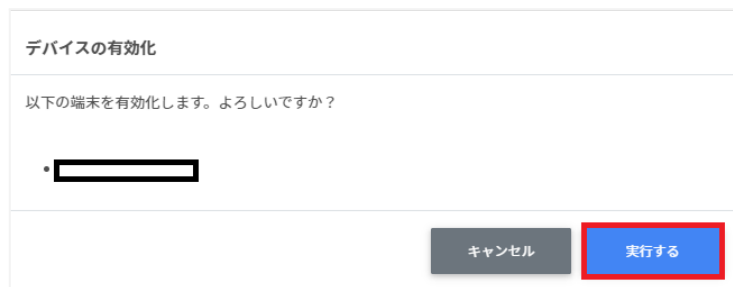 デバイスの有効化
以下の端末を有効化します。よろしいですか？
•
キャンセル 実行する